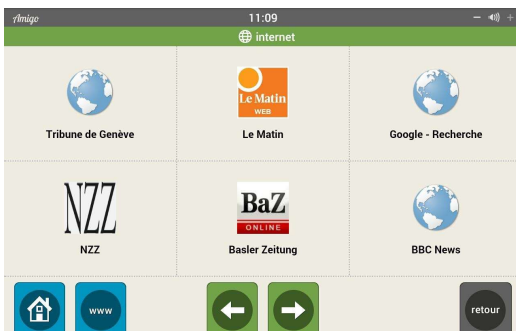 Amigo 11:09 − +
internet
Le Matin
WEB
Tribune de Genève Le Matin Google - Recherche
NZZ
BaZ
ONLINE
NZZ Basler Zeitung BBC News
www retour